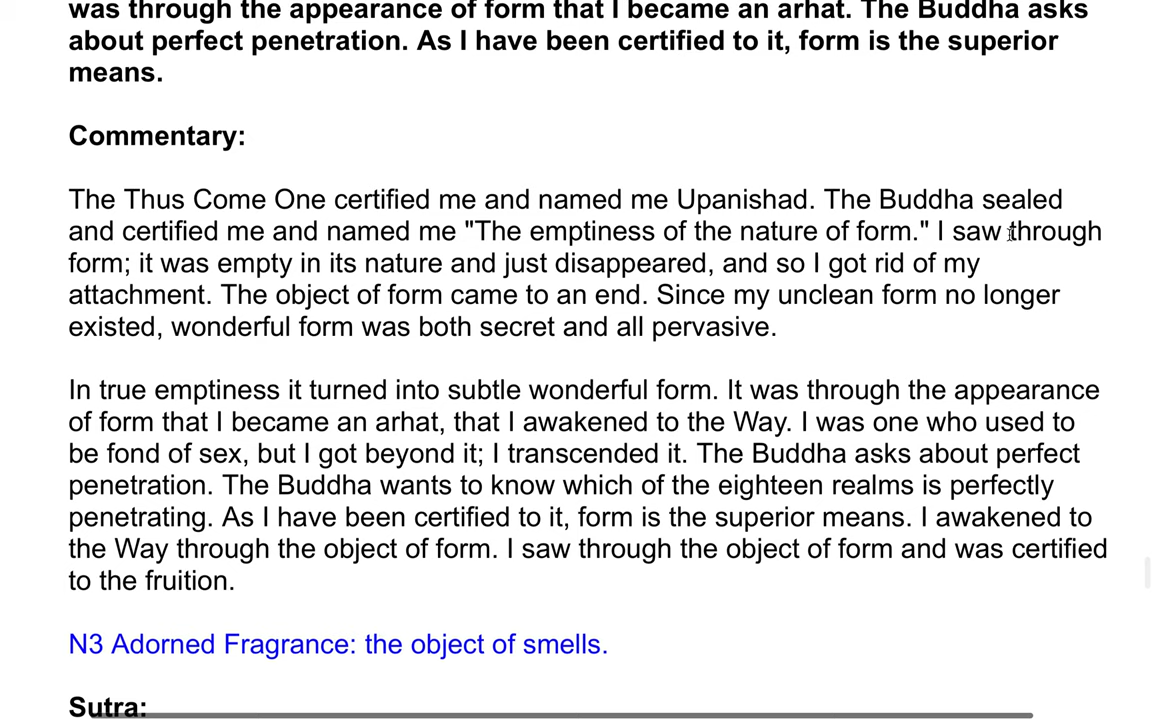 was through the appearance of form that I became an arhat. The Buddha asks
about perfect penetration. As I have been certified to it, form is the superior
means.
Commentary:
The Thus Come One certified me and named me Upanishad. The Buddha sealed
and certified me and named me "The emptiness of the nature of form." I saw through
form; it was empty in its nature and just disappeared, and so I got rid of my
attachment. The object of form came to an end. Since my unclean form no longer
existed, wonderful form was both secret and all pervasive.
In true emptiness it turned into subtle wonderful form. It was through the appearance
of form that I became an arhat, that I awakened to the Way. I was one who used to
be fond of sex, but I got beyond it; I transcended it. The Buddha asks about perfect
penetration. The Buddha wants to know which of the eighteen realms is perfectly
penetrating. As I have been certified to it, form is the superior means. I awakened to
the Way through the object of form. I saw through the object of form and was certified
to the fruition.
N3 Adorned Fragrance: the object of smells.
Sutra: